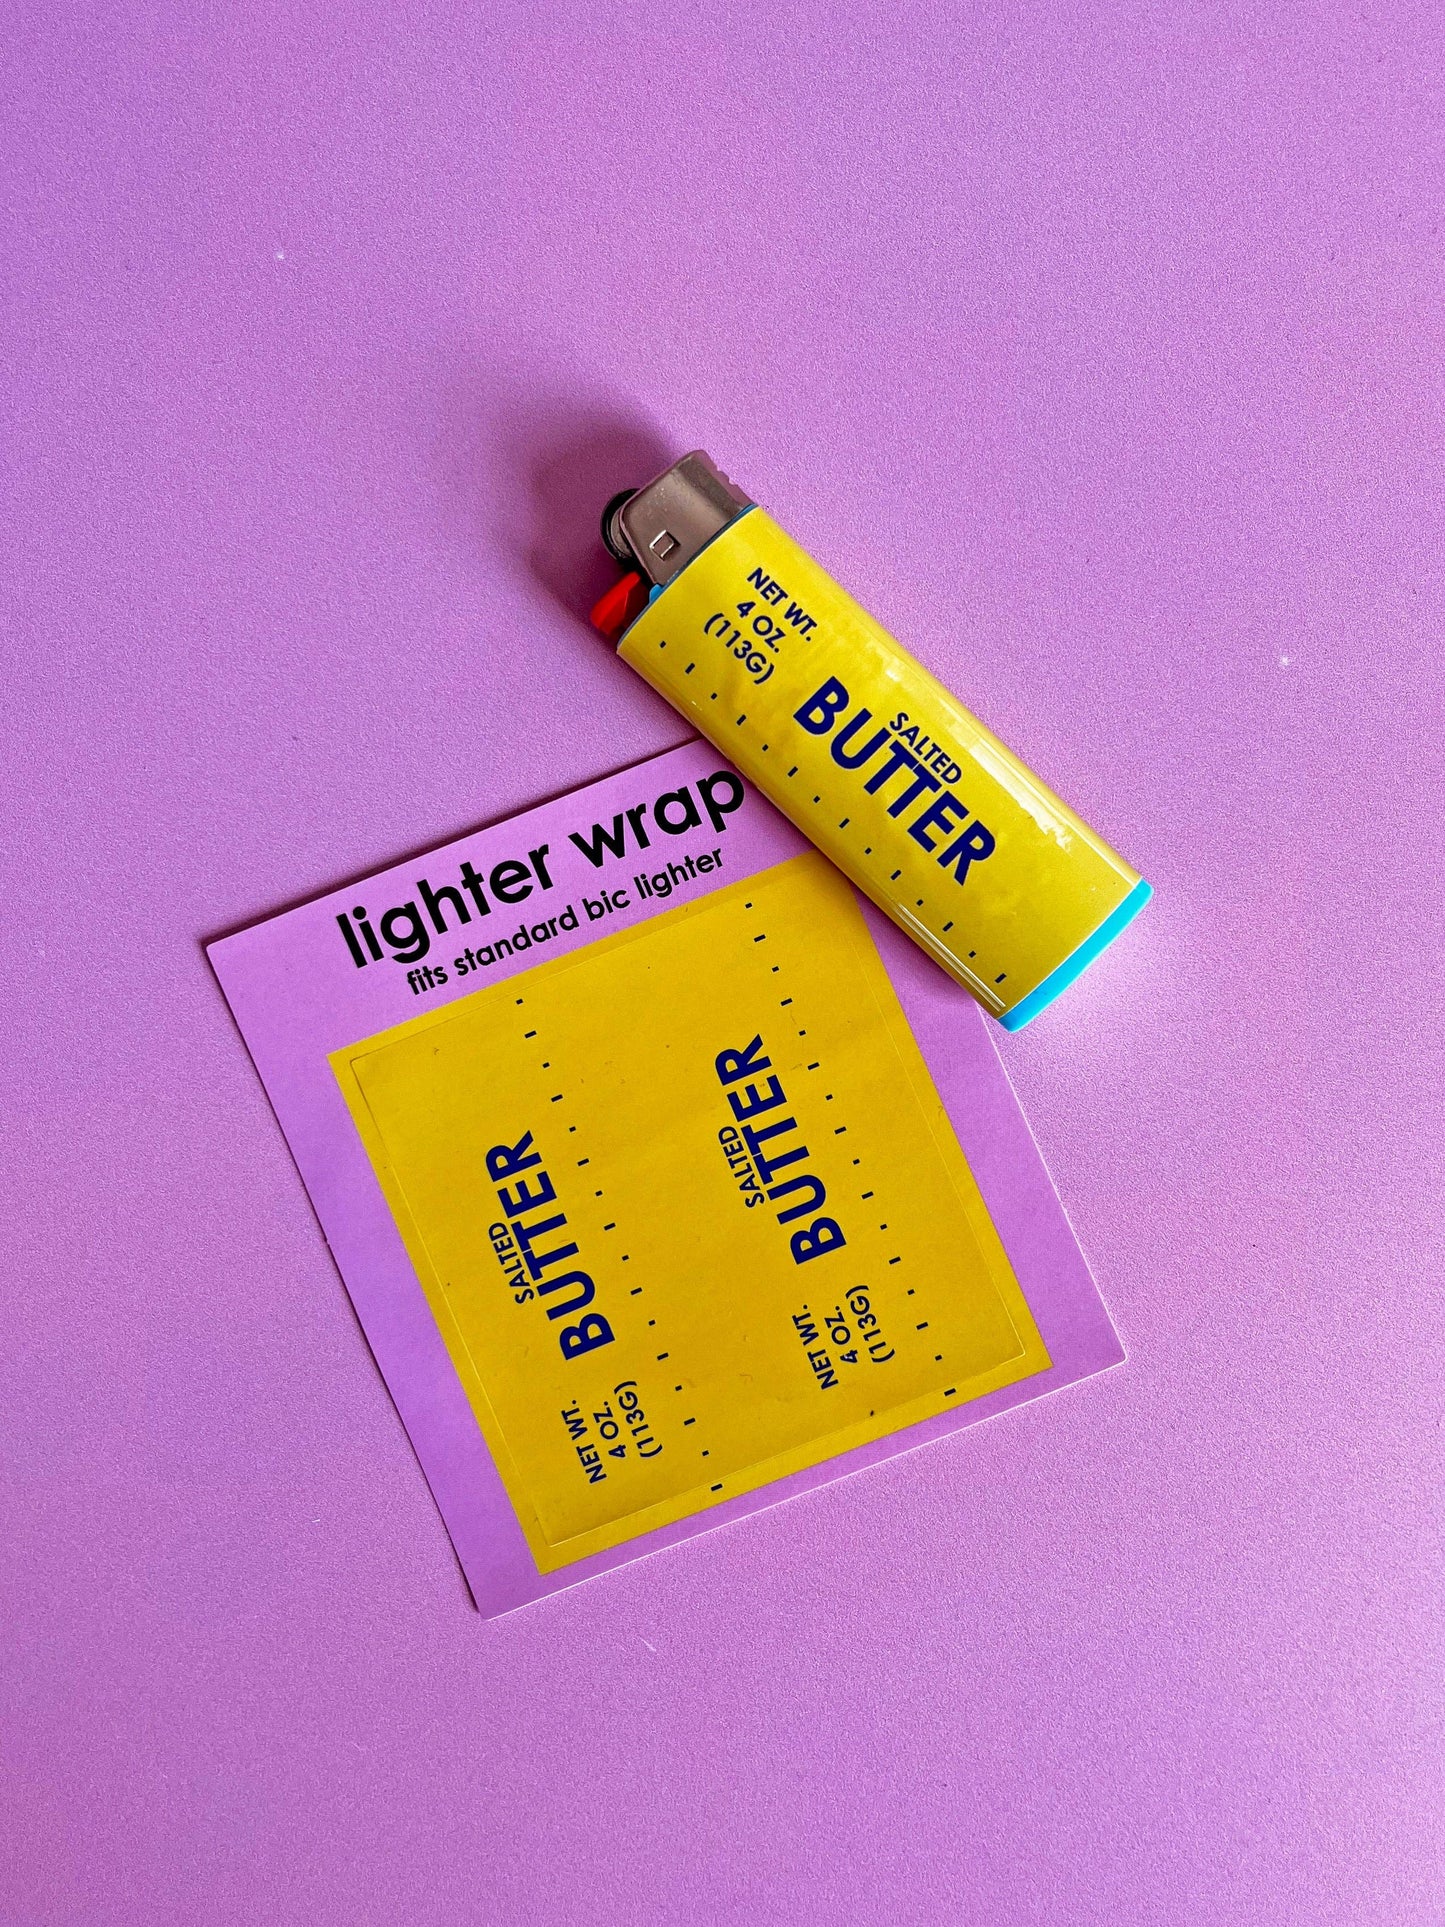 NET WT.
4 OZ.
(113G)
SALTED
BUTTER
lighter wrap
fits standard bic lighter
SALTED
BUTTER
NET WT.
4 OZ.
(113G)
SALTED
BUTTER
NET WT.
4 OZ.
(113G)